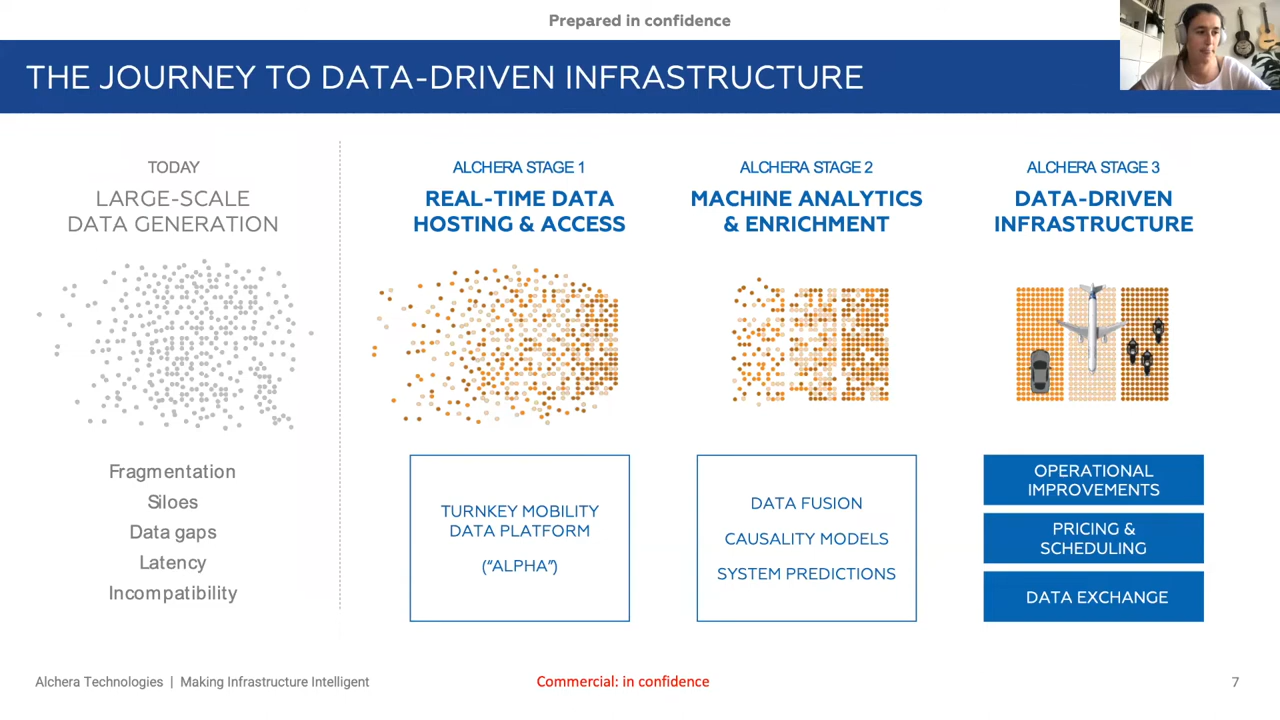 Prepared in confidence
THE JOURNEY TO DATA-DRIVEN INFRASTRUCTURE
TODAY
LARGE-SCALE
DATA GENERATION
Fragmentation
Siloes
Data gaps
Latency
Incompatibility
ALCHERA STAGE 1
REAL-TIME DATA
HOSTING & ACCESS
TURNKEY MOBILITY
DATA PLATFORM
(“ALPHA”)
ALCHERA STAGE 2
MACHINE ANALYTICS
& ENRICHMENT
DATA FUSION
CAUSALITY MODELS
SYSTEM PREDICTIONS
ALCHERA STAGE 3
DATA-DRIVEN
INFRASTRUCTURE
OPERATIONAL
IMPROVEMENTS
PRICING &
SCHEDULING
DATA EXCHANGE
Alchera Technologies | Making Infrastructure Intelligent
Commercial: in confidence
7